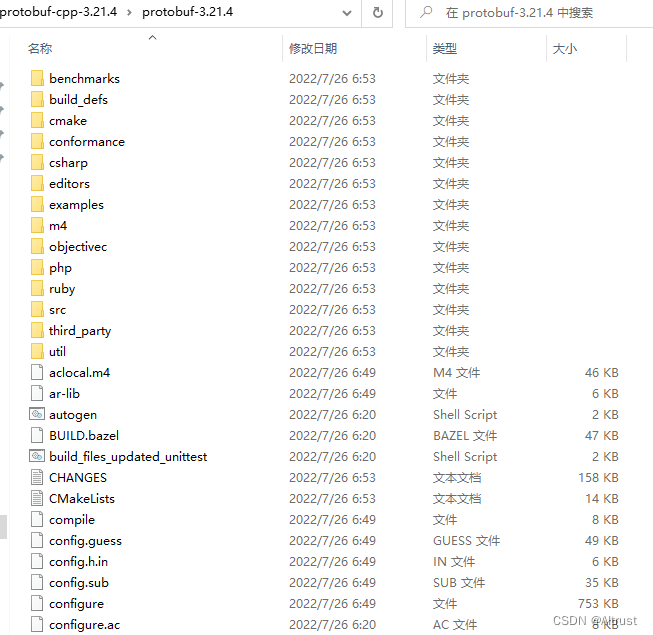 protobuf-cpp-3.21.4 › protobuf-3.21.4 在 protobuf-3.21.4 中搜索
名称 修改日期 类型 大小
benchmarks 2022/7/26 6:53 文件夹
build_defs 2022/7/26 6:53 文件夹
cmake 2022/7/26 6:53 文件夹
conformance 2022/7/26 6:53 文件夹
csharp 2022/7/26 6:53 文件夹
editors 2022/7/26 6:53 文件夹
examples 2022/7/26 6:53 文件夹
m4 2022/7/26 6:53 文件夹
objectivec 2022/7/26 6:53 文件夹
php 2022/7/26 6:53 文件夹
ruby 2022/7/26 6:53 文件夹
src 2022/7/26 6:53 文件夹
third_party 2022/7/26 6:53 文件夹
util 2022/7/26 6:53 文件夹
aclocal.m4 2022/7/26 6:49 M4 文件 46 KB
ar-lib 2022/7/26 6:49 文件 6 KB
autogen 2022/7/26 6:20 Shell Script 2 KB
BUILD.bazel 2022/7/26 6:20 BAZEL 文件 47 KB
build_files_updated_unittest 2022/7/26 6:20 Shell Script 2 KB
CHANGES 2022/7/26 6:53 文本文档 158 KB
CMakeLists 2022/7/26 6:53 文本文档 14 KB
compile 2022/7/26 6:49 文件 8 KB
config.guess 2022/7/26 6:49 GUESS 文件 49 KB
config.h.in 2022/7/26 6:49 IN 文件 6 KB
config.sub 2022/7/26 6:49 SUB 文件 35 KB
configure 2022/7/26 6:49 文件 753 KB
configure.ac 2022/7/26 6:20 AC 文件 8 KB
CSDN